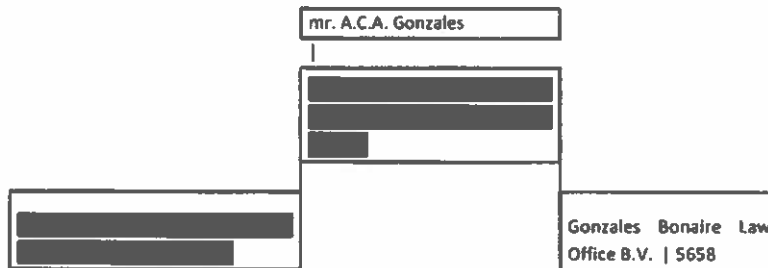 mr. A.C.A. Gonzales
Gonzales Bonaire Law
Office B.V. | 5658